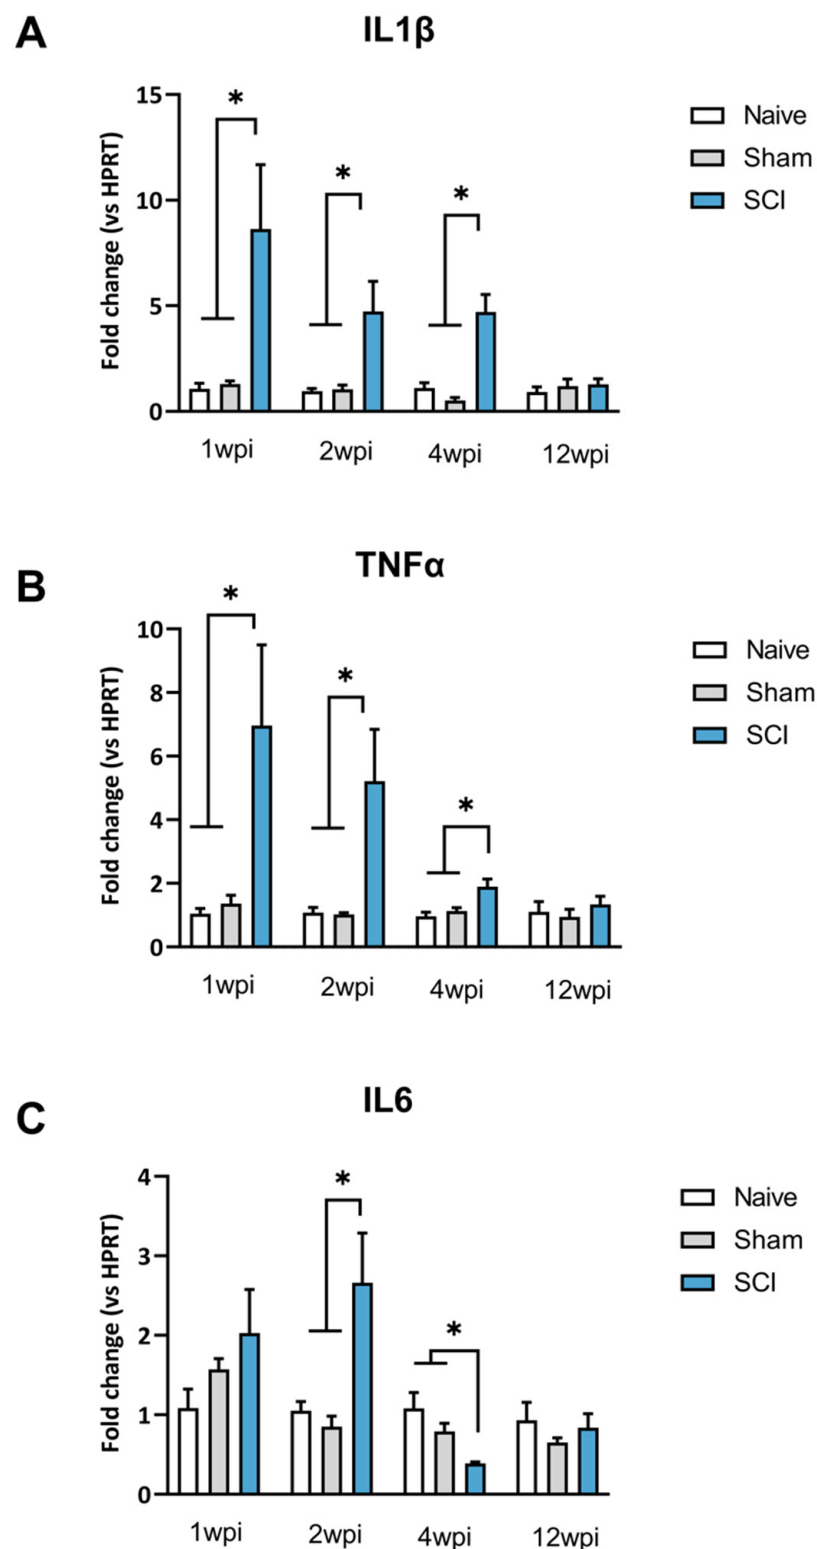 A
IL1β
15
10
5
0
Fold change (vs HPRT)
*
*
*
Naive
Sham
SCI
1wpi
2wpi
4wpi
12wpi
B
TNFα
10
8
6
4
2
0
Fold change (vs HPRT)
*
*
*
Naive
Sham
SCI
1wpi
2wpi
4wpi
12wpi
C
IL6
4
3
2
1
0
Fold change (vs HPRT)
*
*
Naive
Sham
SCI
1wpi
2wpi
4wpi
12wpi